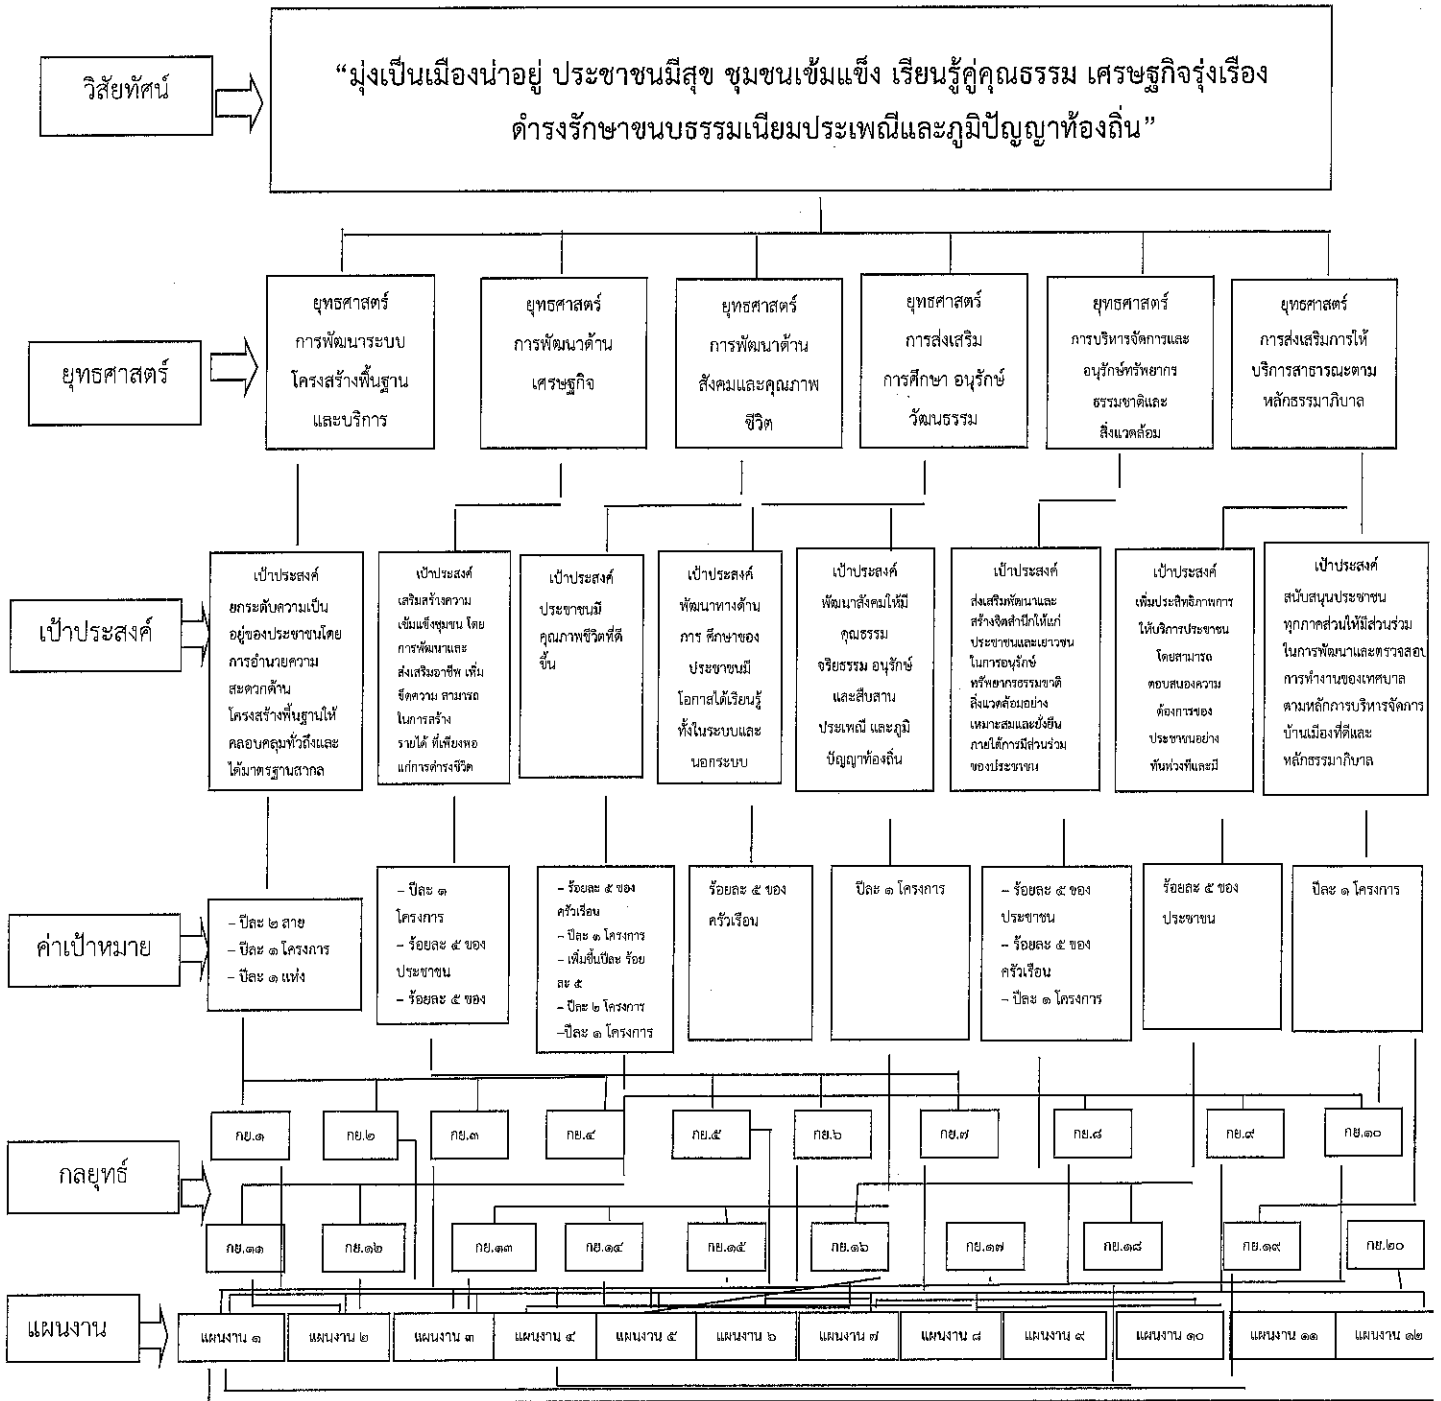 วิสัยทัศน์
“มุ่งเป็นเมืองน่าอยู่ ประชาชนมีสุข ชุมชนเข้มแข็ง เรียนรู้คู่คุณธรรม เศรษฐกิจรุ่งเรือง
ดำรงรักษาขนบธรรมเนียมประเพณีและภูมิปัญญาท้องถิ่น”
ยุทธศาสตร์
ยุทธศาสตร์
การพัฒนาระบบ
โครงสร้างพื้นฐาน
และบริการ
ยุทธศาสตร์
การพัฒนาด้าน
เศรษฐกิจ
ยุทธศาสตร์
การพัฒนาด้าน
สังคมและคุณภาพ
ชีวิต
ยุทธศาสตร์
การส่งเสริม
การศึกษา อนุรักษ์
วัฒนธรรม
ยุทธศาสตร์
การบริหารจัดการและ
อนุรักษ์ทรัพยากร
ธรรมชาติและ
สิ่งแวดล้อม
ยุทธศาสตร์
การส่งเสริมการให้
บริการสาธารณะตาม
หลักธรรมาภิบาล
เป้าประสงค์
เป้าประสงค์
ยกระดับความเป็น
อยู่ของประชาชนโดย
การอำนวยความ
สะดวกด้าน
โครงสร้างพื้นฐานให้
คลอบคลุมทั่วถึงและ
ได้มาตรฐานสากล
เป้าประสงค์
เสริมสร้างความ
เข้มแข็งชุมชน โดย
การพัฒนาและ
ส่งเสริมอาชีพ เพิ่ม
ขีดความ สามารถ
ในการสร้าง
รายได้ ที่เพียงพอ
แก่การดำรงชีวิต
เป้าประสงค์
ประชาชนมี
คุณภาพชีวิตที่ดี
ขึ้น
เป้าประสงค์
พัฒนาทางด้าน
การ ศึกษาของ
ประชาชนมี
โอกาสได้เรียนรู้
ทั้งในระบบและ
นอกระบบ
เป้าประสงค์
พัฒนาสังคมให้มี
คุณธรรม
จริยธรรม อนุรักษ์
และสืบสาน
ประเพณี และภูมิ
ปัญญาท้องถิ่น
เป้าประสงค์
ส่งเสริมพัฒนาและ
สร้างจิตสำนึกให้แก่
ประชาชนและเยาวชน
ในการอนุรักษ์
ทรัพยากรธรรมชาติ
สิ่งแวดล้อมอย่าง
เหมาะสมและยั่งยืน
ภายใต้การมีส่วนร่วม
ของประชาชน
เป้าประสงค์
เพิ่มประสิทธิภาพการ
ให้บริการประชาชน
โดยสามารถ
ตอบสนองความ
ต้องการของ
ประชาชนอย่าง
ทันท่วงทีและมี
เป้าประสงค์
สนับสนุนประชาชน
ทุกภาคส่วนให้มีส่วนร่วม
ในการพัฒนาและตรวจสอบ
การทำงานของเทศบาล
ตามหลักการบริหารจัดการ
บ้านเมืองที่ดีและ
หลักธรรมาภิบาล
ค่าเป้าหมาย
– ปีละ ๒ สาย
– ปีละ ๑ โครงการ
– ปีละ ๑ แห่ง
– ปีละ ๑
โครงการ
– ร้อยละ ๕ ของ
ประชาชน
– ร้อยละ ๕ ของ
– ร้อยละ ๕ ของ
ครัวเรือน
– ปีละ ๑ โครงการ
– เพิ่มขึ้นปีละ ร้อย
ละ ๕
– ปีละ ๒ โครงการ
–ปีละ ๑ โครงการ
ร้อยละ ๕ ของ
ครัวเรือน
ปีละ ๑ โครงการ
– ร้อยละ ๕ ของ
ประชาชน
– ร้อยละ ๕ ของ
ครัวเรือน
– ปีละ ๑ โครงการ
ร้อยละ ๕ ของ
ประชาชน
ปีละ ๑ โครงการ
กลยุทธ์
กย.๑
กย.๒
กย.๓
กย.๔
กย.๕
กย.๖
กย.๗
กย.๘
กย.๙
กย.๑๐
กย.๑๑
กย.๑๒
กย.๑๓
กย.๑๔
กย.๑๕
กย.๑๖
กย.๑๗
กย.๑๘
กย.๑๙
กย.๒๐
แผนงาน
แผนงาน ๑
แผนงาน ๒
แผนงาน ๓
แผนงาน ๔
แผนงาน ๕
แผนงาน ๖
แผนงาน ๗
แผนงาน ๘
แผนงาน ๙
แผนงาน ๑๐
แผนงาน ๑๑
แผนงาน ๑๒